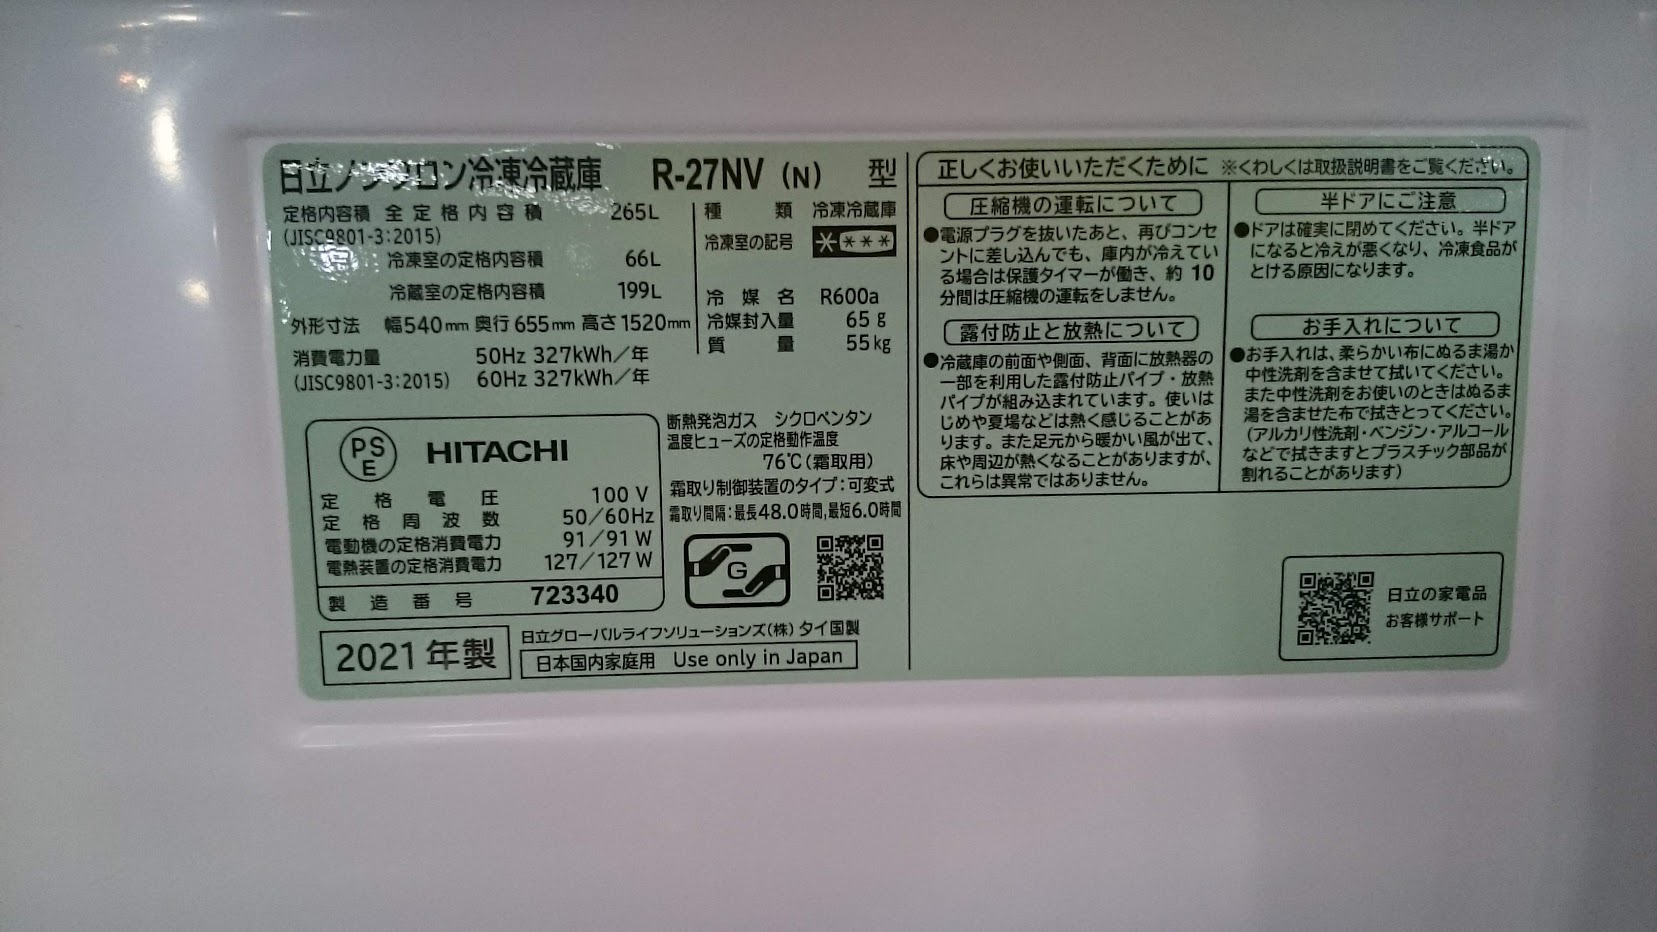 日立ノンフロン冷凍冷蔵庫 R-27NV (N) 型
定格内容積 全定格内容積 265L
(JISC9801-3:2015)
冷凍室の定格内容積 66L
冷蔵室の定格内容積 199L
外形寸法 幅540mm 奥行655mm 高さ1520mm
消費電力量 50Hz 327kWh/年
(JISC9801-3:2015) 60Hz 327kWh/年
種類 冷凍冷蔵庫
冷凍室の記号 ****
冷媒名 R600a
冷媒封入量 65g
質量 55kg
PSE HITACHI
定格電圧 100V
定格周波数 50/60Hz
電動機の定格消費電力 91/91W
電熱装置の定格消費電力 127/127W
製造番号 723340
断熱発泡ガス シクロペンタン
温度ヒューズの定格動作温度
76℃(霜取用)
霜取り制御装置のタイプ:可変式
霜取り間隔:最長48.0時間,最短6.0時間
G
2021年製
日立グローバルライフソリューションズ(株) タイ国製
日本国内家庭用 Use only in Japan
正しくお使いいただくために ※くわしくは取扱説明書をご覧ください。
圧縮機の運転について
●電源プラグを抜いたあと、再びコンセ
ントに差し込んでも、庫内が冷えてい
る場合は保護タイマーが働き、約10
分間は圧縮機の運転をしません。
露付防止と放熱について
●冷蔵庫の前面や側面、背面に放熱器の
一部を利用した露付防止パイプ・放熱
パイプが組み込まれています。使いは
じめや夏場などは熱く感じることがあ
ります。また足元から暖かい風が出て、
床や周辺が熱くなることがありますが、
これらは異常ではありません。
半ドアにご注意
●ドアは確実に閉めてください。半ドア
になると冷えが悪くなり、冷凍食品が
とける原因になります。
お手入れについて
●お手入れは、柔らかい布にぬるま湯か
中性洗剤を含ませて拭いてください。
また中性洗剤をお使いのときはぬるま
湯を含ませた布で拭きとってください。
(アルカリ性洗剤・ベンジン・アルコール
などで拭きますとプラスチック部品が
割れることがあります)
日立の家電品
お客様サポート